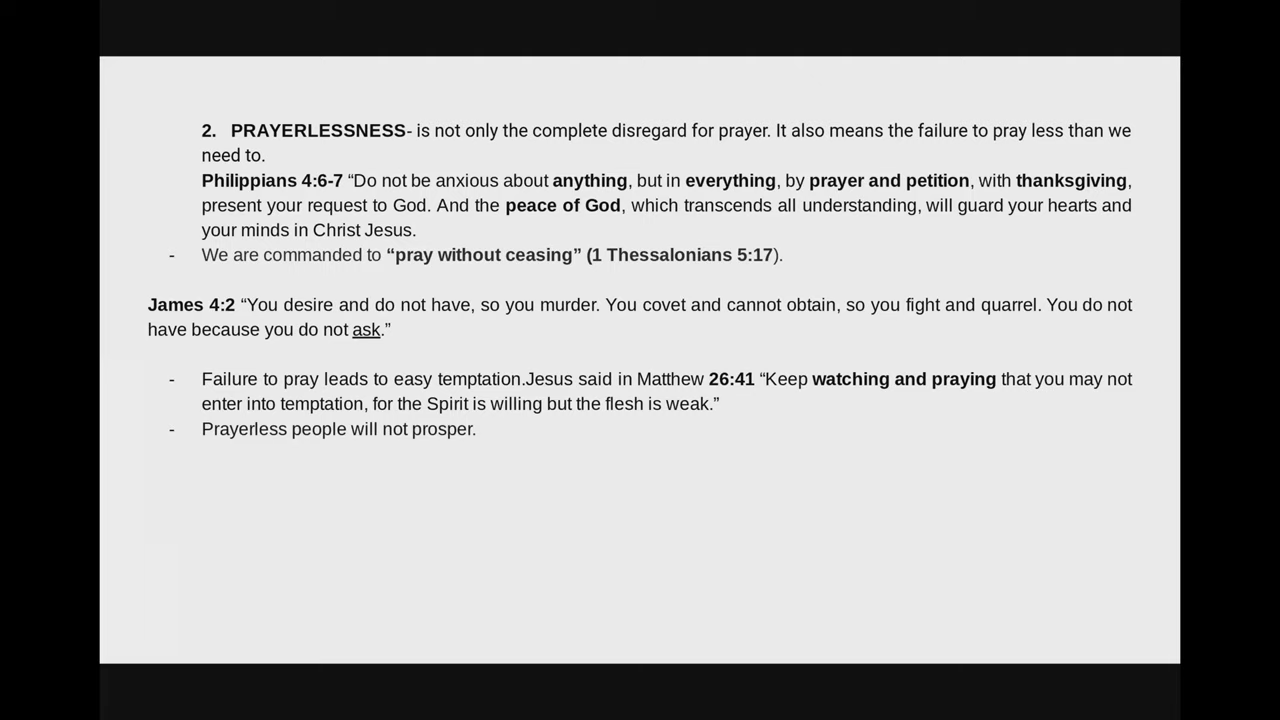 2. PRAYERLESSNESS- is not only the complete disregard for prayer. It also means the failure to pray less than we
need to.
Philippians 4:6-7 “Do not be anxious about anything, but in everything, by prayer and petition, with thanksgiving,
present your request to God. And the peace of God, which transcends all understanding, will guard your hearts and
your minds in Christ Jesus.
- We are commanded to “pray without ceasing” (1 Thessalonians 5:17).
James 4:2 “You desire and do not have, so you murder. You covet and cannot obtain, so you fight and quarrel. You do not
have because you do not ask.”
- Failure to pray leads to easy temptation.Jesus said in Matthew 26:41 “Keep watching and praying that you may not
enter into temptation, for the Spirit is willing but the flesh is weak.”
- Prayerless people will not prosper.